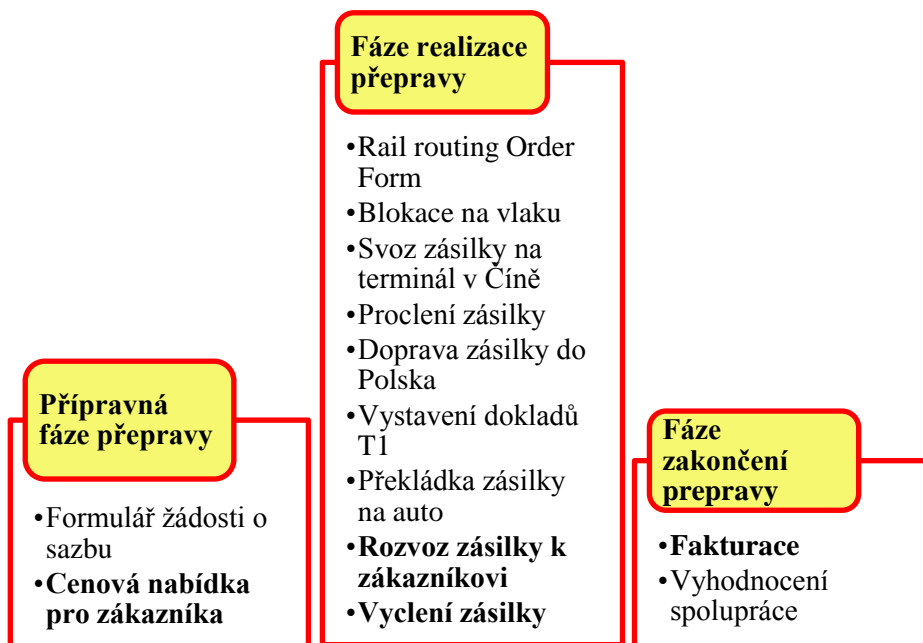 Přípravná
fáze přepravy
•Formulář žádosti o
sazbu
•Cenová nabídka
pro zákazníka
Fáze realizace
přepravy
•Rail routing Order
Form
•Blokace na vlaku
•Svoz zásilky na
terminál v Číně
•Proclení zásilky
•Doprava zásilky do
Polska
•Vystavení dokladů
T1
•Překládka zásilky
na auto
•Rozvoz zásilky k
zákazníkovi
•Vyclení zásilky
Fáze
zakončení
prepravy
•Fakturace
•Vyhodnocení
spolupráce